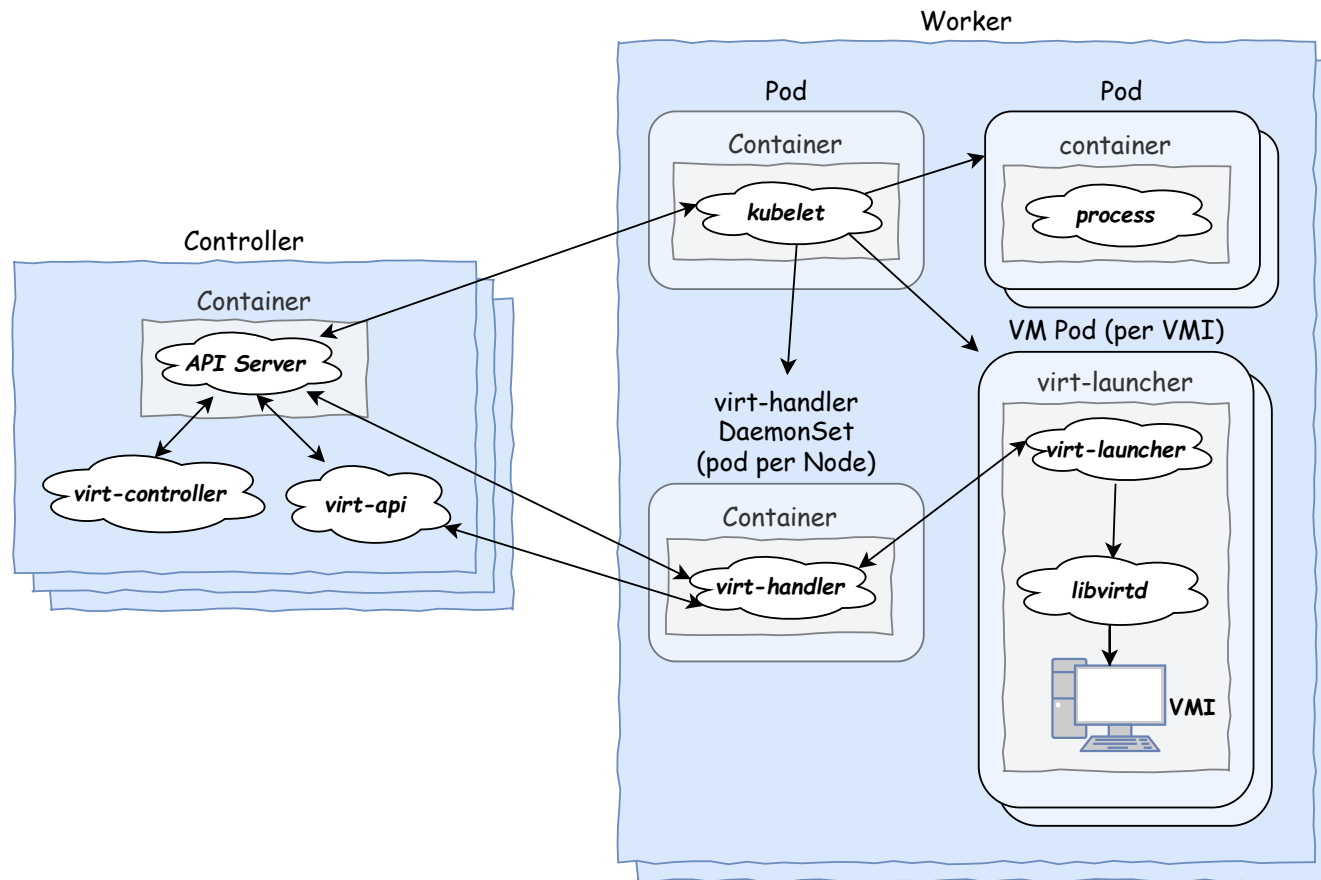 Worker
Controller
Container
API Server
virt-controller
virt-api
Pod
Container
kubelet
Pod
container
process
virt-handler
DaemonSet
(pod per Node)
Container
virt-handler
VM Pod (per VMI)
virt-launcher
virt-launcher
libvirtd
VMI